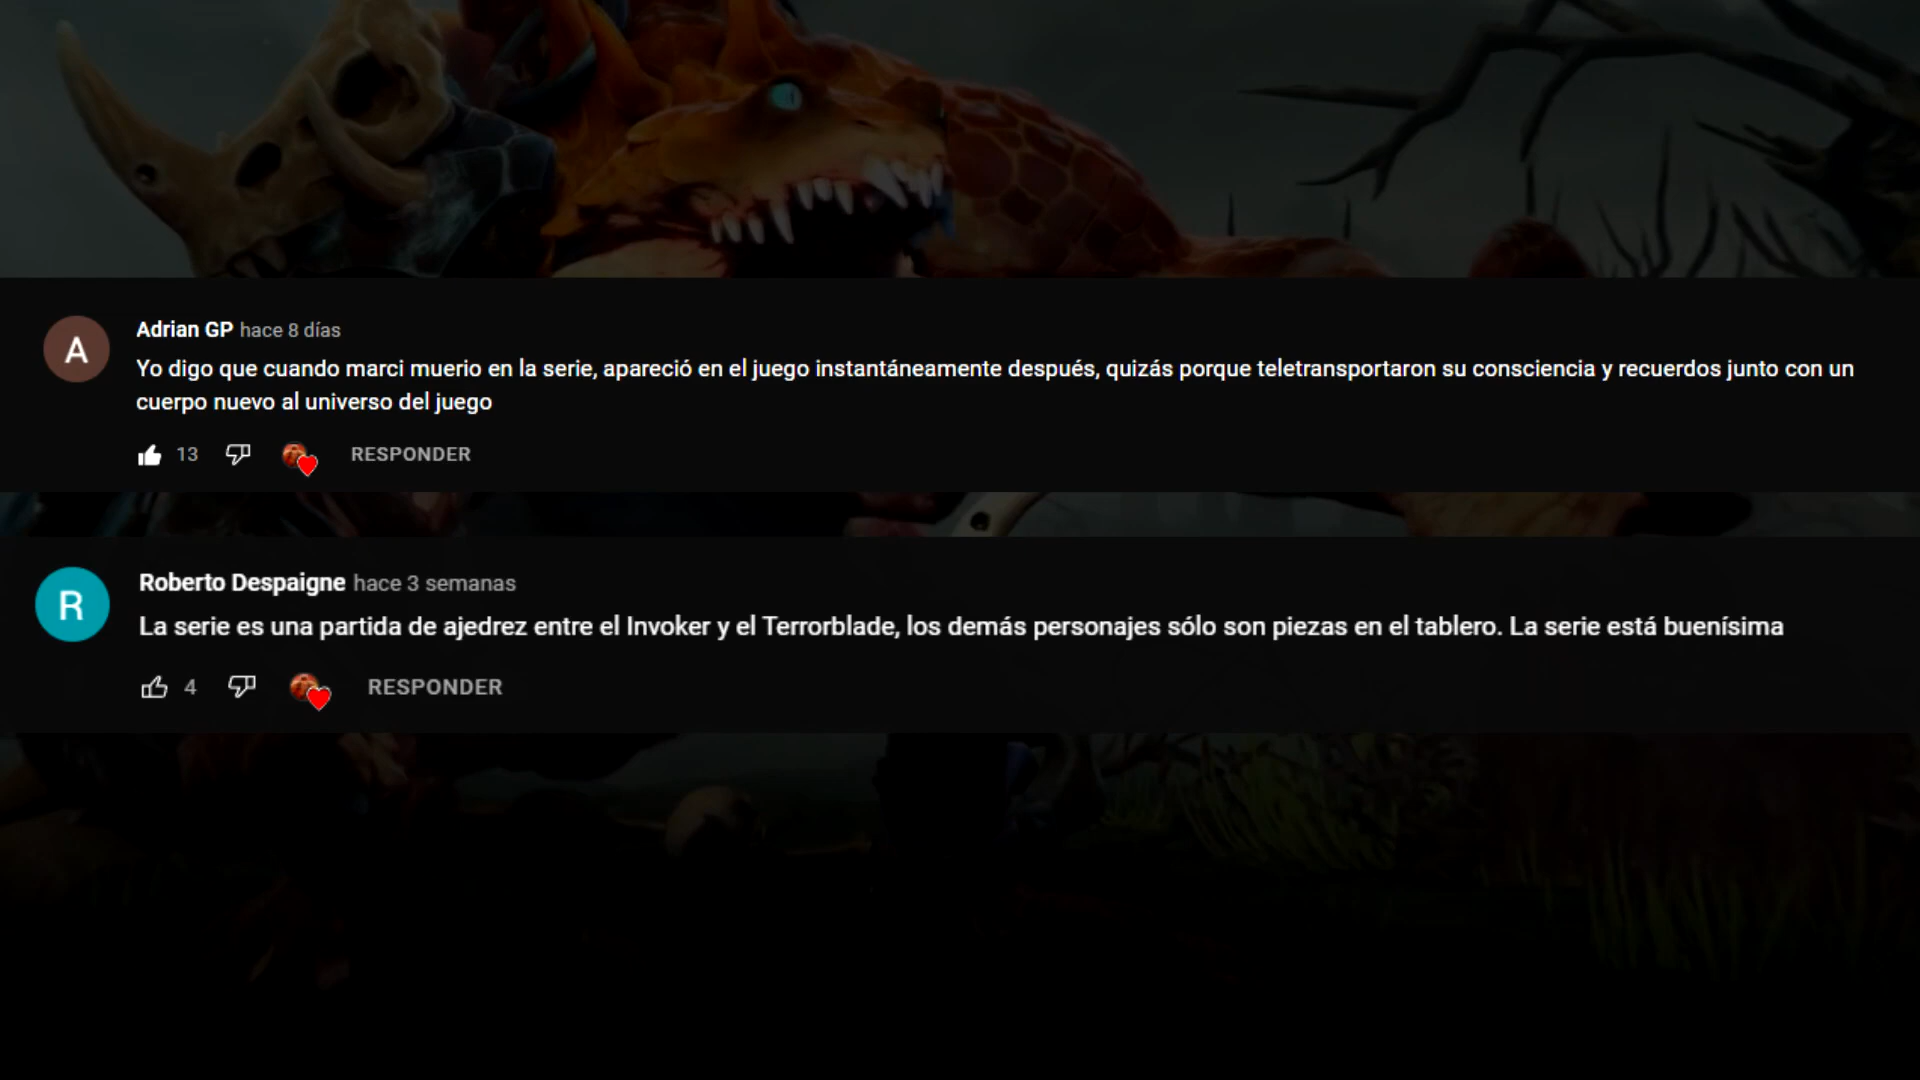 A
Adrian GP hace 8 días
Yo digo que cuando marci muerio en la serie, apareció en el juego instantáneamente después, quizás porque teletransportaron su consciencia y recuerdos junto con un
cuerpo nuevo al universo del juego
13 RESPONDER
R
Roberto Despaigne hace 3 semanas
La serie es una partida de ajedrez entre el Invoker y el Terrorblade, los demás personajes sólo son piezas en el tablero. La serie está buenísima
4 RESPONDER